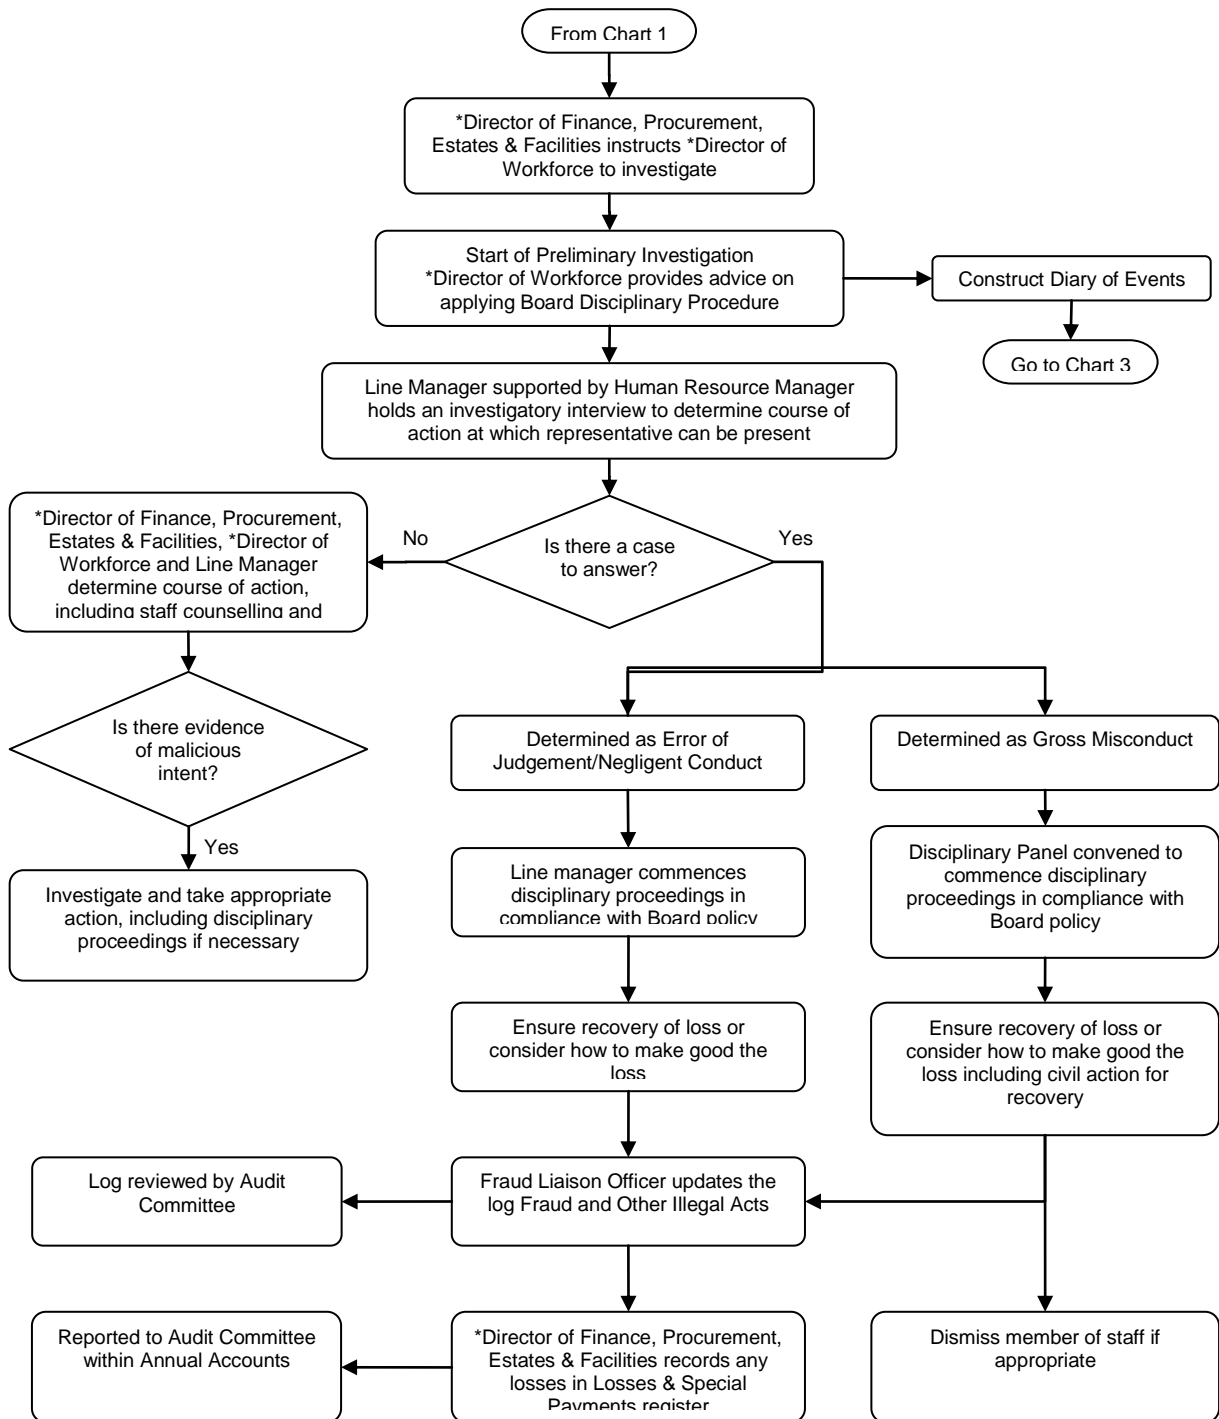 From Chart 1
*Director of Finance, Procurement,
Estates & Facilities instructs *Director of
Workforce to investigate
Start of Preliminary Investigation
*Director of Workforce provides advice on
applying Board Disciplinary Procedure
Construct Diary of Events
Go to Chart 3
Line Manager supported by Human Resource Manager
holds an investigatory interview to determine course of
action at which representative can be present
*Director of Finance, Procurement,
Estates & Facilities, *Director of
Workforce and Line Manager
determine course of action,
including staff counselling and
No
Is there a case
to answer?
Yes
Is there evidence
of malicious
intent?
Yes
Investigate and take appropriate
action, including disciplinary
proceedings if necessary
Determined as Error of
Judgement/Negligent Conduct
Determined as Gross Misconduct
Line manager commences
disciplinary proceedings in
compliance with Board policy
Disciplinary Panel convened to
commence disciplinary
proceedings in compliance with
Board policy
Ensure recovery of loss or
consider how to make good the
loss
Ensure recovery of loss or
consider how to make good the
loss including civil action for
recovery
Log reviewed by Audit
Committee
Fraud Liaison Officer updates the
log Fraud and Other Illegal Acts
Reported to Audit Committee
within Annual Accounts
*Director of Finance, Procurement,
Estates & Facilities records any
losses in Losses & Special
Payments register
Dismiss member of staff if
appropriate